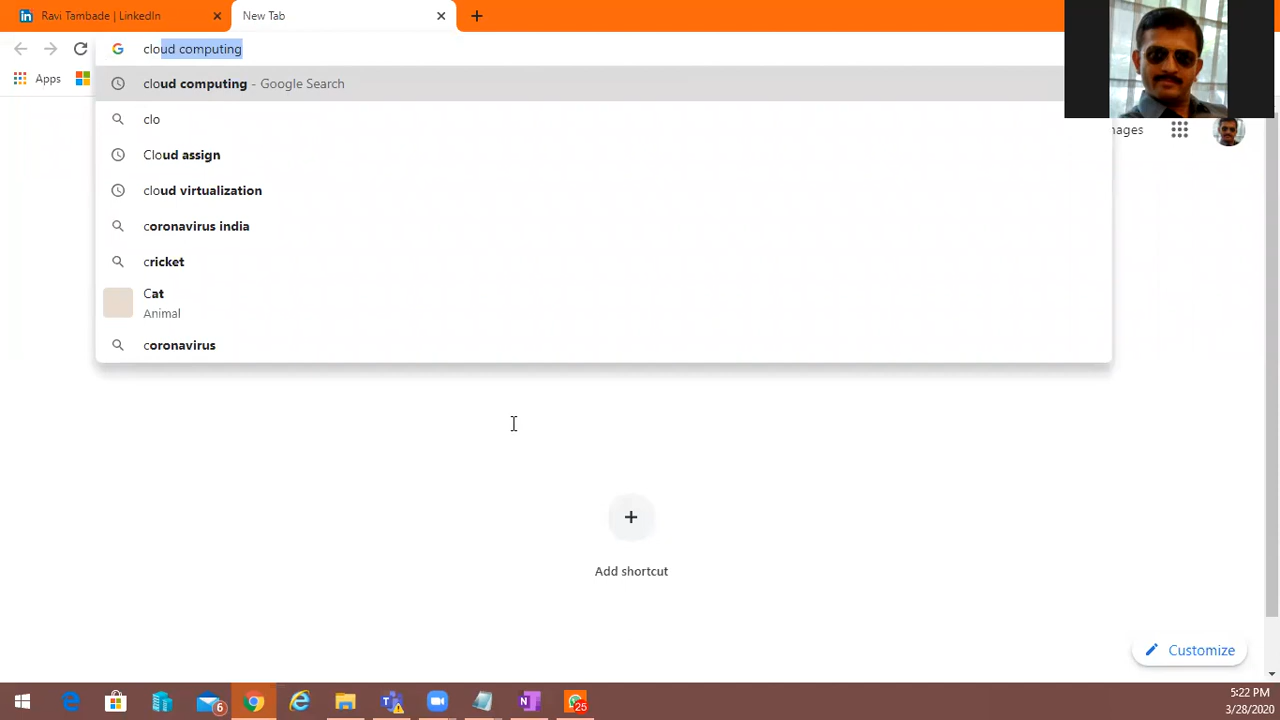 Ravi Tambade | LinkedIn
New Tab
cloud computing
Apps
cloud computing - Google Search
clo
Cloud assign
cloud virtualization
coronavirus india
cricket
Cat
Animal
coronavirus
mages
Add shortcut
Customize
6
25
5:22 PM
3/28/2020